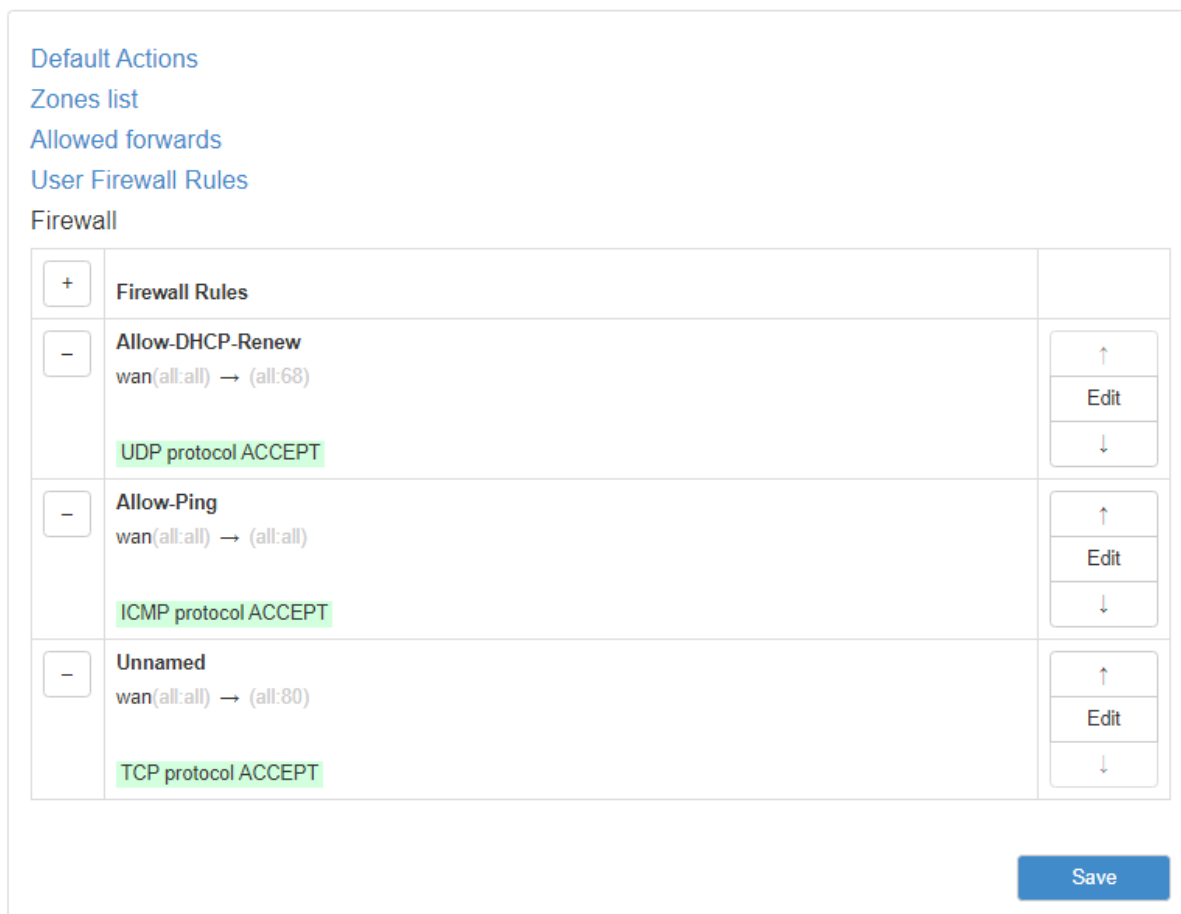 Default Actions
Zones list
Allowed forwards
User Firewall Rules
Firewall
+ Firewall Rules
− Allow-DHCP-Renew
↑
wan(all:all) → (all:68)
Edit
UDP protocol ACCEPT
↓
− Allow-Ping
↑
wan(all:all) → (all:all)
Edit
ICMP protocol ACCEPT
↓
− Unnamed
↑
wan(all:all) → (all:80)
Edit
TCP protocol ACCEPT
↓
Save